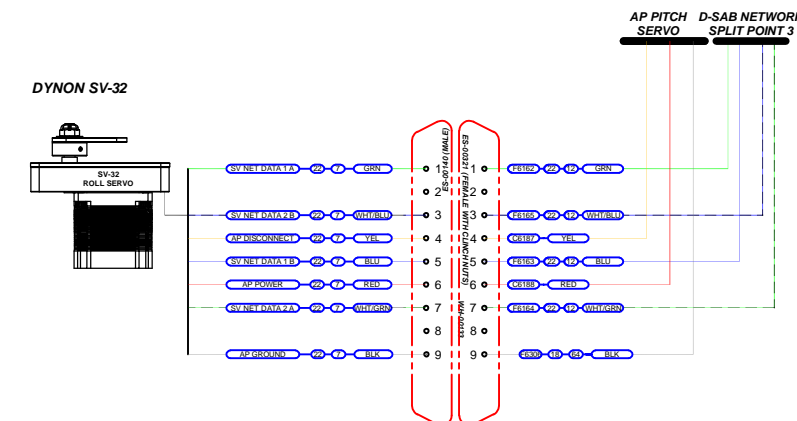 AP PITCH SERVO
D-SAB NETWORK SPLIT POINT 3
DYNON SV-32
SV-32
ROLL SERVO
ES-00140 (MALE)
ES-00321 (FEMALE WITH CLINCH NUTS)
SV NET DATA 1 A 22 7 GRN 1 1 F6162 22 12 GRN
2 2
SV NET DATA 2 B 22 7 WHT/BLU 3 3 F6165 22 12 WHT/BLU
AP DISCONNECT 22 7 YEL 4 4 C6187 YEL
SV NET DATA 1 B 22 7 BLU 5 5 F6163 22 12 BLU
AP POWER 22 7 RED 6 6 C6188 RED
SV NET DATA 2 A 22 7 WHT/GRN 7 7 F6164 22 12 WHT/GRN
8 8
AP GROUND 22 7 BLK 9 9 F6306 18 64 BLK